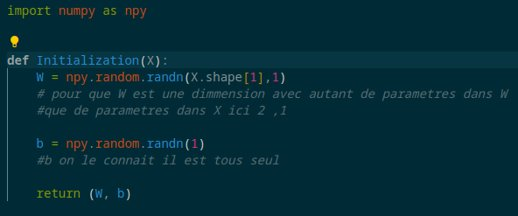 import numpy as npy
def Initialization(X):
W = npy.random.randn(X.shape[1],1)
# pour que W est une dimmension avec autant de parametres dans W
#que de parametres dans X ici 2 ,1
b = npy.random.randn(1)
#b on le connait il est tous seul
return (W, b)